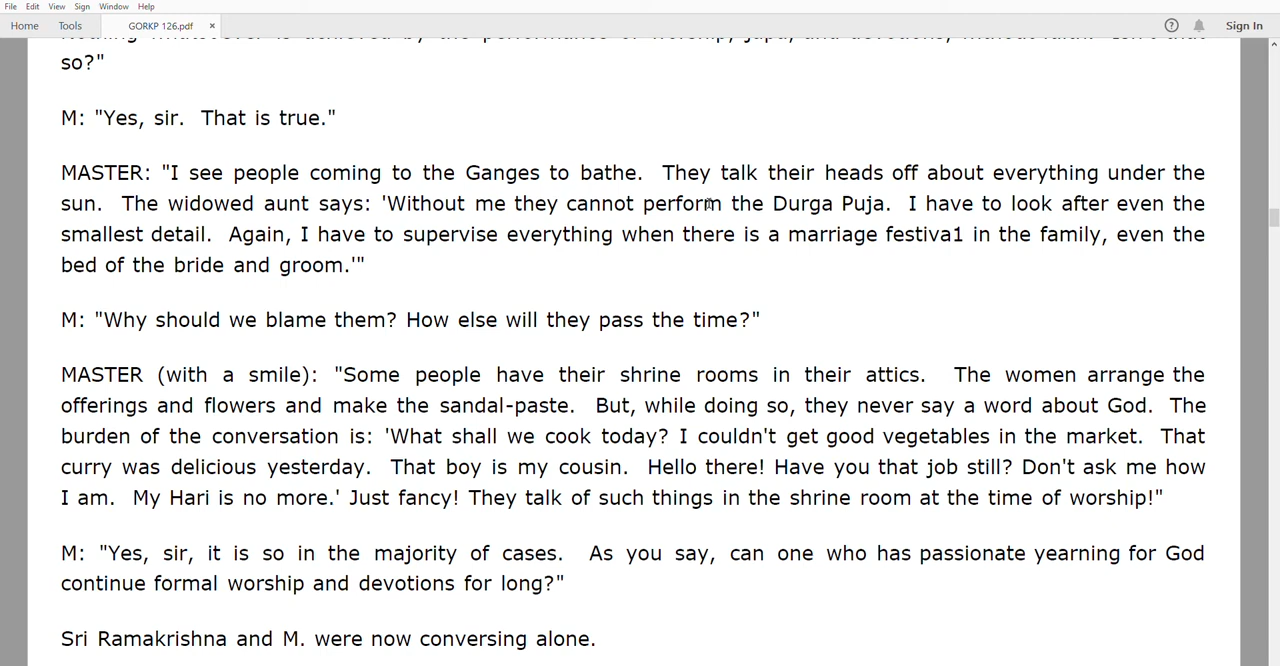 File Edit View Sign Window Help
Home Tools GORKP 126.pdf × Sign In
so?"
M: "Yes, sir. That is true."
MASTER: "I see people coming to the Ganges to bathe. They talk their heads off about everything under the
sun. The widowed aunt says: 'Without me they cannot perform the Durga Puja. I have to look after even the
smallest detail. Again, I have to supervise everything when there is a marriage festiva1 in the family, even the
bed of the bride and groom.'"
M: "Why should we blame them? How else will they pass the time?"
MASTER (with a smile): "Some people have their shrine rooms in their attics. The women arrange the
offerings and flowers and make the sandal-paste. But, while doing so, they never say a word about God. The
burden of the conversation is: 'What shall we cook today? I couldn't get good vegetables in the market. That
curry was delicious yesterday. That boy is my cousin. Hello there! Have you that job still? Don't ask me how
I am. My Hari is no more.' Just fancy! They talk of such things in the shrine room at the time of worship!"
M: "Yes, sir, it is so in the majority of cases. As you say, can one who has passionate yearning for God
continue formal worship and devotions for long?"
Sri Ramakrishna and M. were now conversing alone.